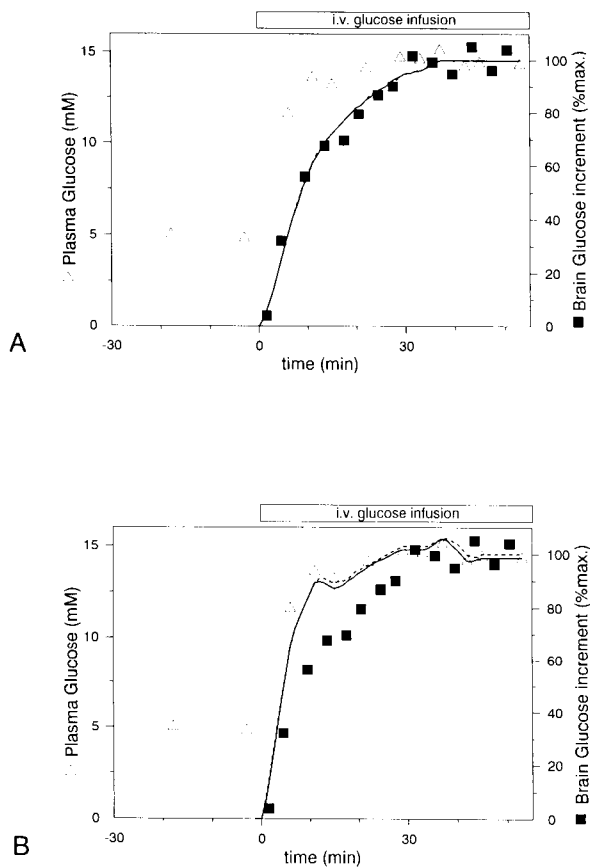 i.v. glucose infusion
15
10
5
0
Plasma Glucose (mM)
100
80
60
40
20
0
Brain Glucose increment (%max.)
-30
0
30
time (min)
A
i.v. glucose infusion
15
10
5
0
Plasma Glucose (mM)
100
80
60
40
20
0
Brain Glucose increment (%max.)
-30
0
30
time (min)
B